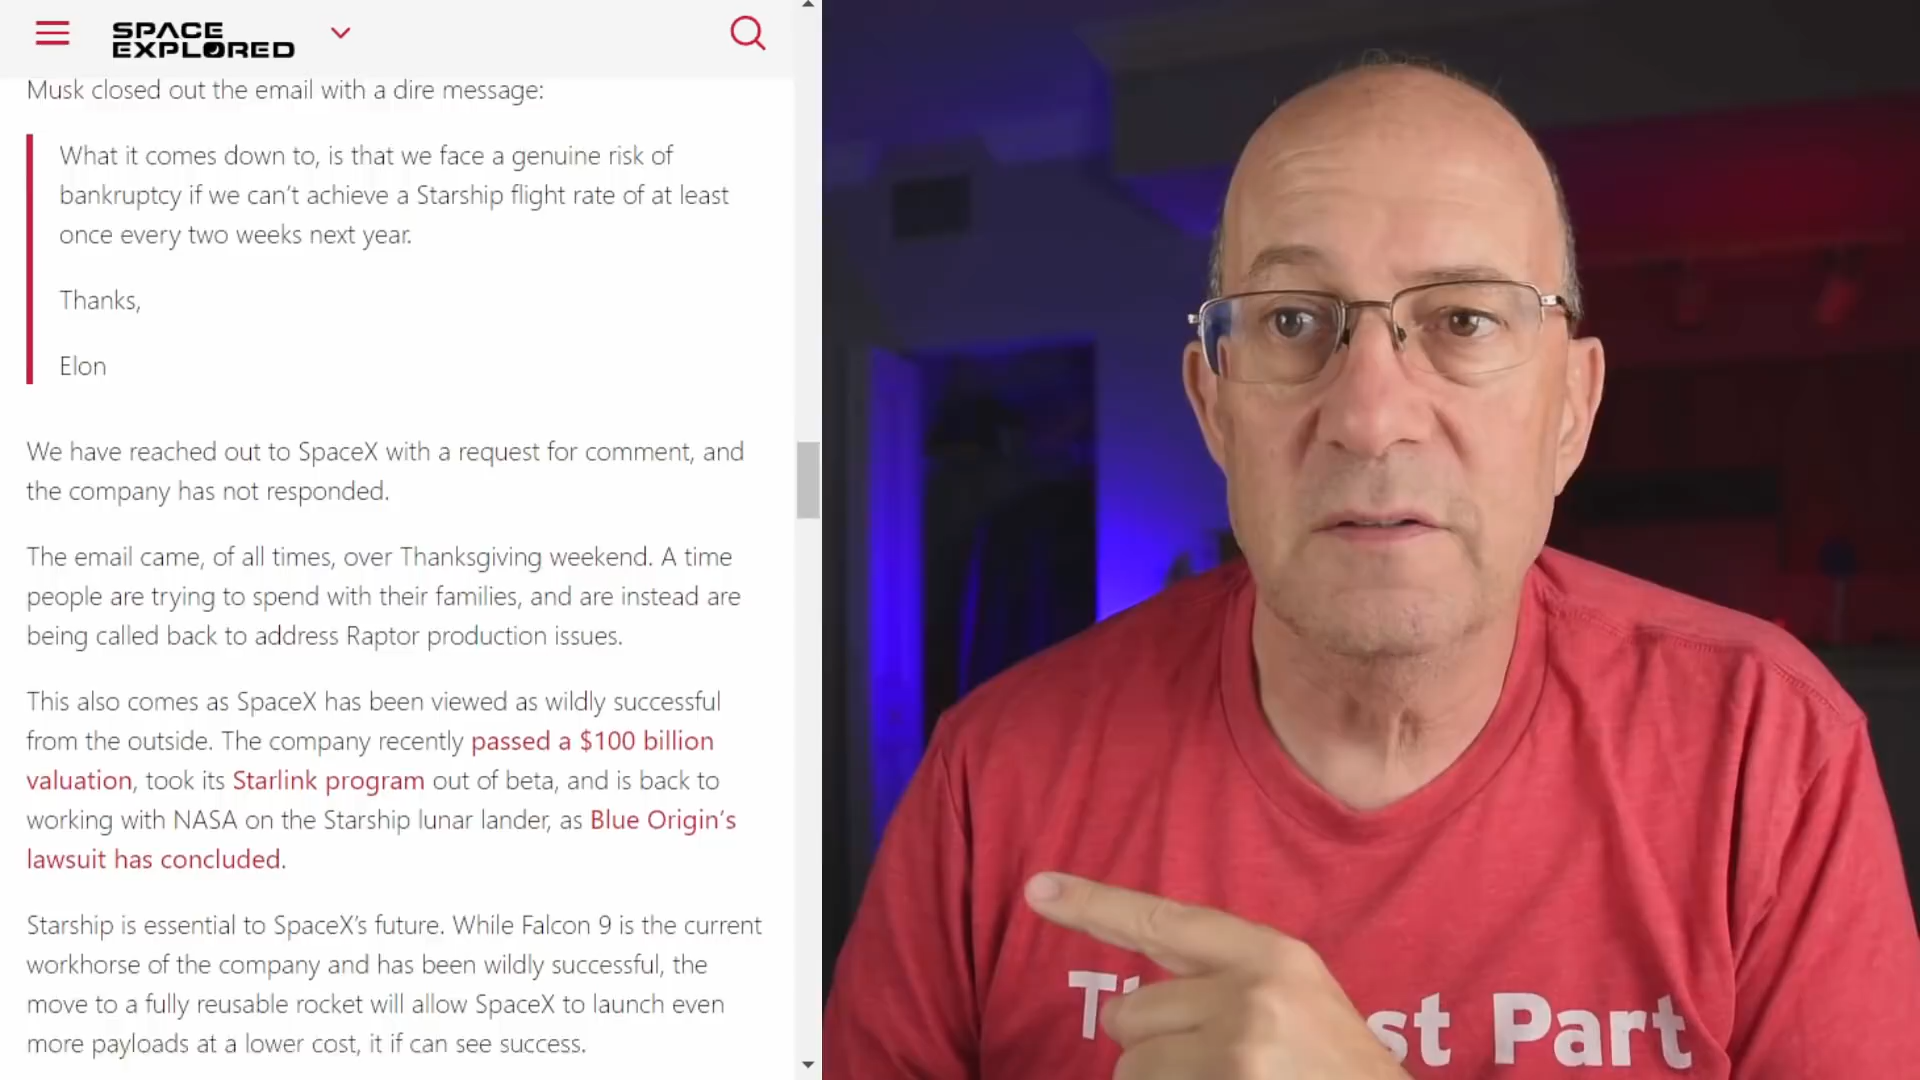 SPACE
EXPLORED
Musk closed out the email with a dire message:
What it comes down to, is that we face a genuine risk of
bankruptcy if we can’t achieve a Starship flight rate of at least
once every two weeks next year.
Thanks,
Elon
We have reached out to SpaceX with a request for comment, and
the company has not responded.
The email came, of all times, over Thanksgiving weekend. A time
people are trying to spend with their families, and are instead are
being called back to address Raptor production issues.
This also comes as SpaceX has been viewed as wildly successful
from the outside. The company recently passed a $100 billion
valuation, took its Starlink program out of beta, and is back to
working with NASA on the Starship lunar lander, as Blue Origin’s
lawsuit has concluded.
Starship is essential to SpaceX’s future. While Falcon 9 is the current
workhorse of the company and has been wildly successful, the
move to a fully reusable rocket will allow SpaceX to launch even
more payloads at a lower cost, it if can see success.
Part